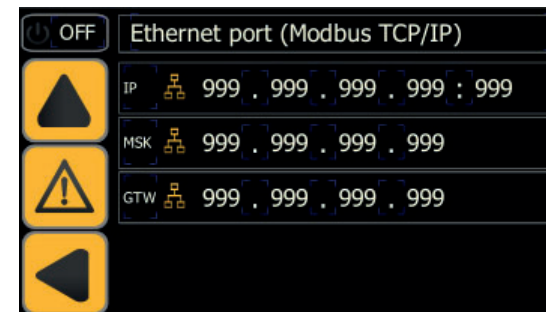 OFF
Ethernet port (Modbus TCP/IP)
IP 999 . 999 . 999 . 999 : 999
MSK 999 . 999 . 999 . 999
GTW 999 . 999 . 999 . 999